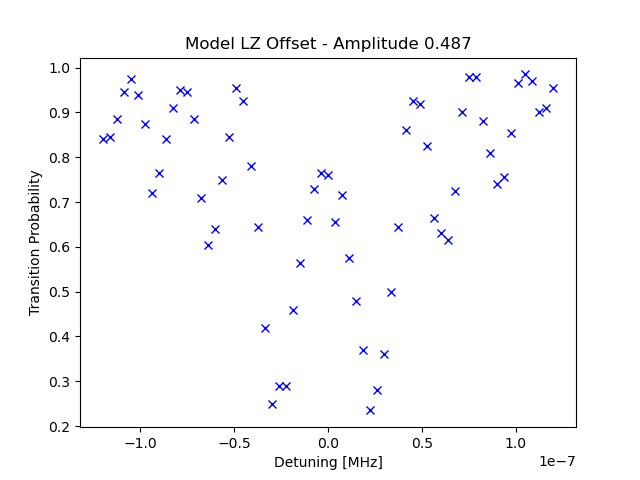 Model LZ Offset - Amplitude 0.487
Transition Probability
1.0
0.9
0.8
0.7
0.6
0.5
0.4
0.3
0.2
−1.0 −0.5 0.0 0.5 1.0
1e−7
Detuning [MHz]